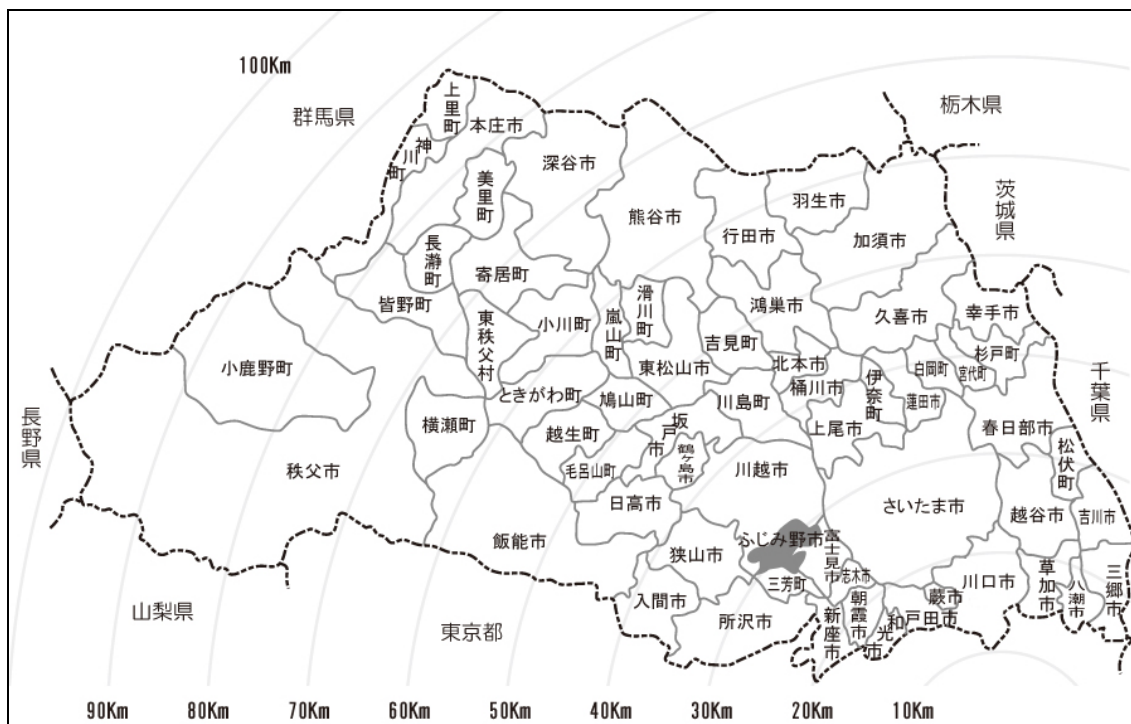 100Km
群馬県
栃木県
茨城県
千葉県
長野県
山梨県
東京都
上里町
神川町
本庄市
深谷市
美里町
熊谷市
羽生市
行田市
加須市
長瀞町
寄居町
皆野町
滑川町
鴻巣市
久喜市
幸手市
小川町
嵐山町
吉見町
東秩父村
小鹿野町
東松山市
北本市
白岡町
杉戸町
宮代町
桶川市
伊奈町
蓮田市
ときがわ町
鳩山町
川島町
横瀬町
越生町
坂戸市
上尾市
春日部市
松伏町
鶴ヶ島市
毛呂山町
川越市
秩父市
日高市
さいたま市
越谷市
吉川市
飯能市
狭山市
ふじみ野市
富士見市
志木市
三芳町
川口市
草加市
八潮市
三郷市
入間市
所沢市
新座市
朝霞市
和光市
戸田市
蕨市
90Km 80Km 70Km 60Km 50Km 40Km 30Km 20Km 10Km